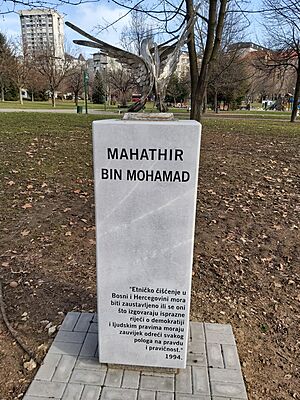 MAHATHIR
BIN MOHAMAD
"Etničko čišćenje u
Bosni i Hercegovini mora
biti zaustavljeno ili se oni
što izgovaraju isprazne
riječi o demokratiji
i ljudskim pravima moraju
zauvijek odreći svakog
pologa na pravdu
i pravičnost."
1994.